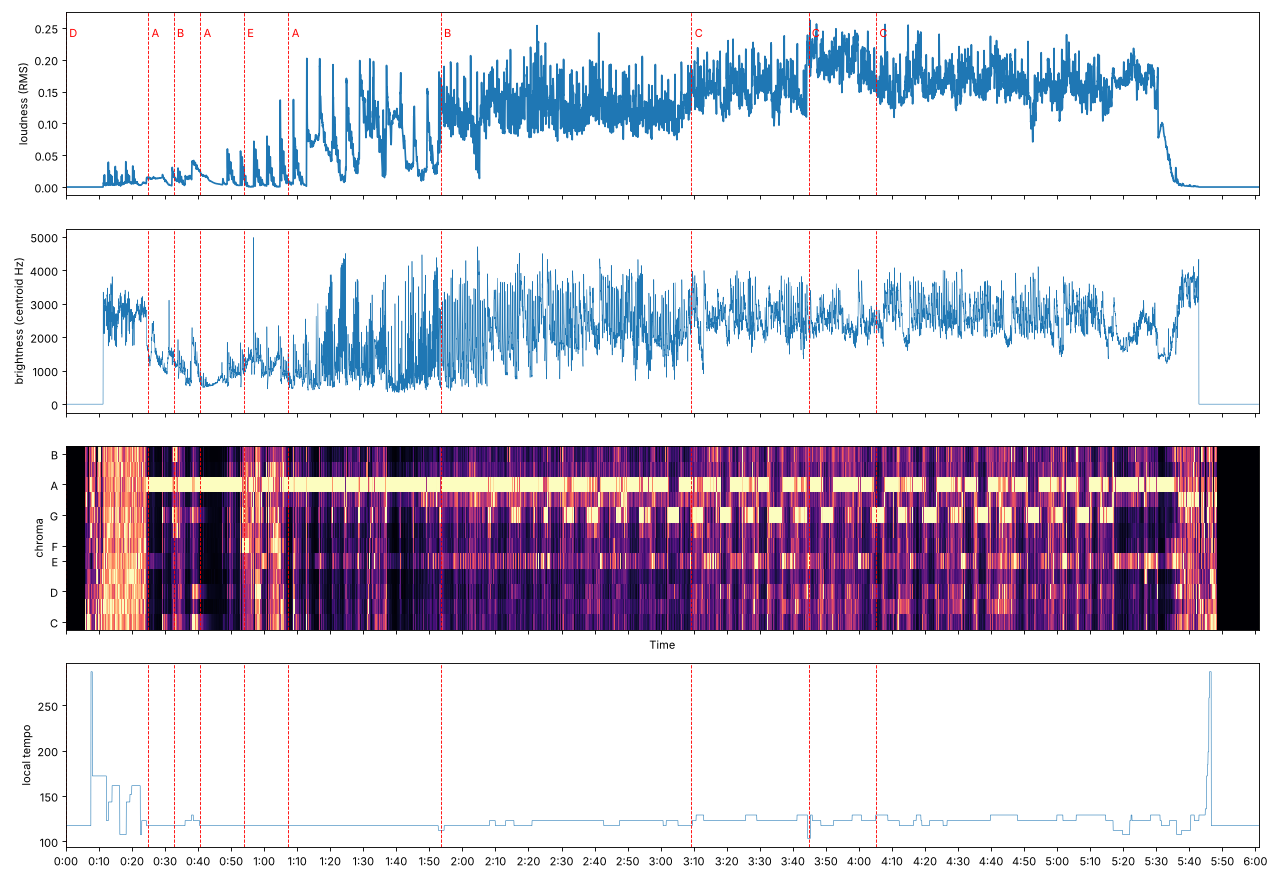 D A B A E A B C C C
loudness (RMS)
0.25
0.20
0.15
0.10
0.05
0.00
brightness (centroid Hz)
5000
4000
3000
2000
1000
0
chroma
B
A
G
F
E
D
C
Time
local tempo
250
200
150
100
0:00 0:10 0:20 0:30 0:40 0:50 1:00 1:10 1:20 1:30 1:40 1:50 2:00 2:10 2:20 2:30 2:40 2:50 3:00 3:10 3:20 3:30 3:40 3:50 4:00 4:10 4:20 4:30 4:40 4:50 5:00 5:10 5:20 5:30 5:40 5:50 6:00